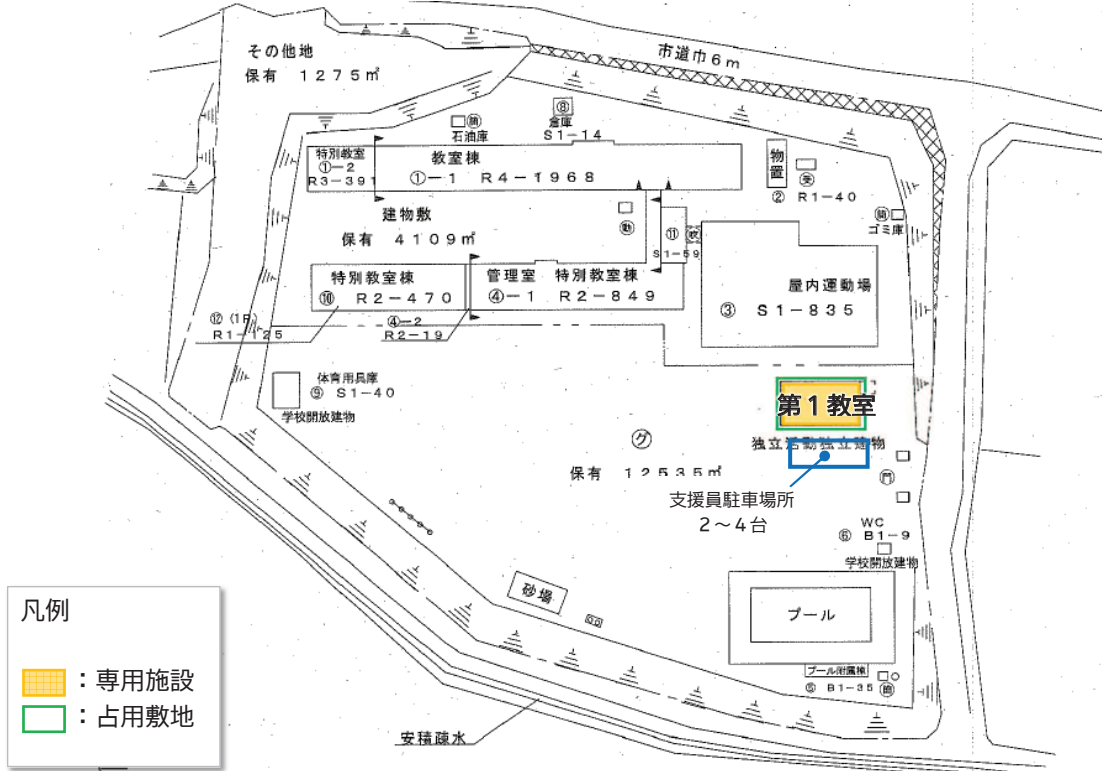 市道巾6m
その他地
保有 1275㎡
⑧
倉庫
S1-14
石油庫
特別教室
①-2
R3-391
教室棟
①-1 R4-1968
物置
② R1-40
ゴミ庫
建物敷
保有 4109㎡
⑪
S1-59
特別教室棟
⑩ R2-470
管理室 特別教室棟
④-1 R2-849
屋内運動場
③ S1-835
⑫ (1F)
R1-125
④-2
R2-19
体育用具庫
⑨ S1-40
学校開放建物
第1教室
独立活動独立建物
グ
保有 12535㎡
支援員駐車場所
2~4台
門
WC
⑥ B1-9
学校開放建物
砂場
プール
プール附属棟
⑤ B1-35
安積疎水
凡例
:専用施設
:占用敷地